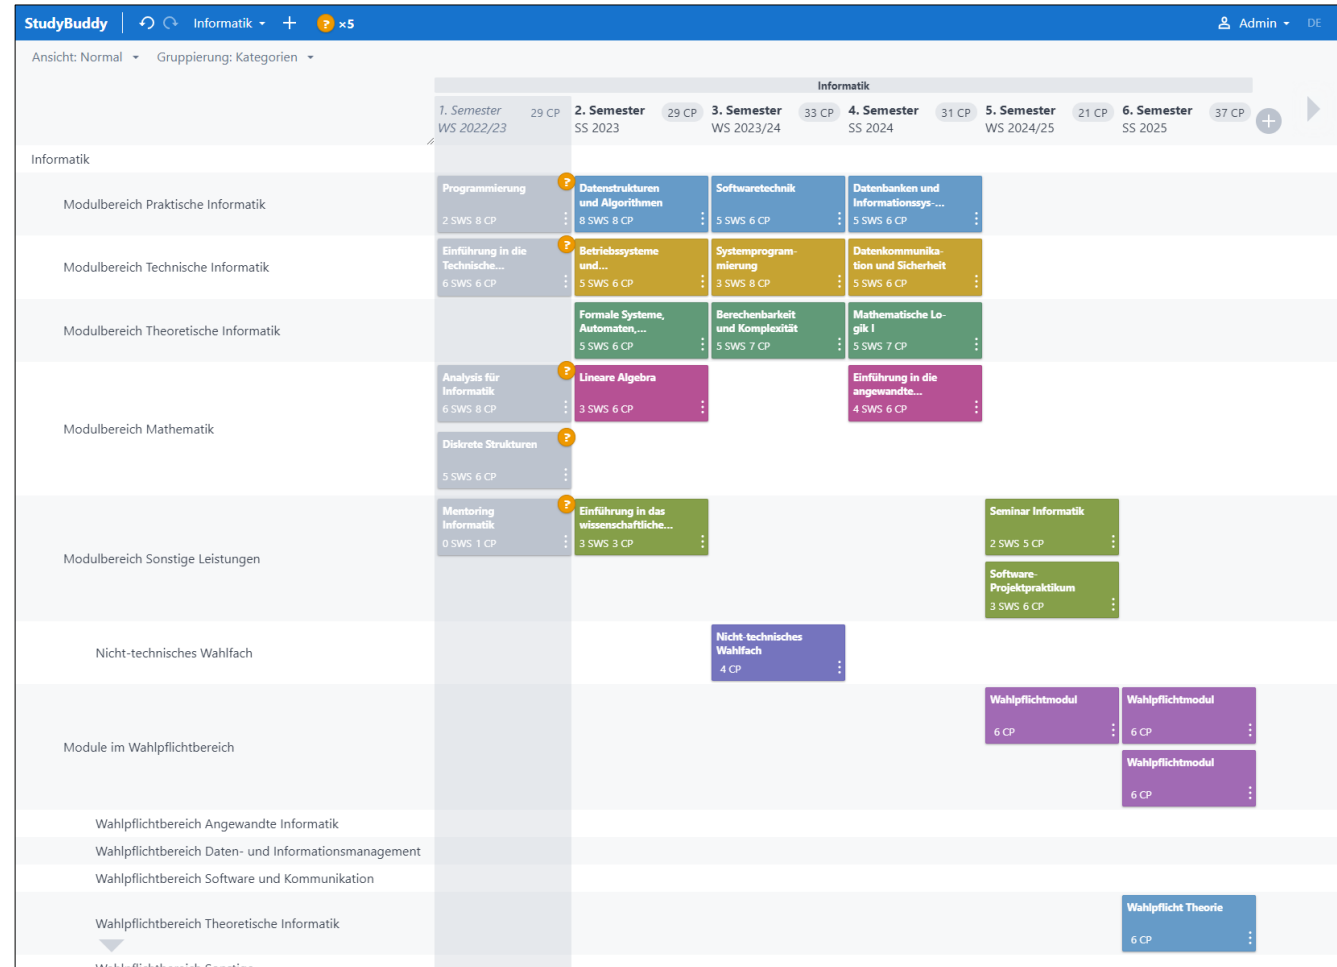 StudyBuddy Informatik ? ×5 Admin DE
Ansicht: Normal Gruppierung: Kategorien
Informatik
1. Semester 29 CP 2. Semester 29 CP 3. Semester 33 CP 4. Semester 31 CP 5. Semester 21 CP 6. Semester 37 CP
WS 2022/23 SS 2023 WS 2023/24 SS 2024 WS 2024/25 SS 2025
Informatik
Modulbereich Praktische Informatik
Programmierung ?
2 SWS 8 CP
Datenstrukturen
und Algorithmen
8 SWS 8 CP
Softwaretechnik
5 SWS 6 CP
Datenbanken und
Informationssys-...
5 SWS 6 CP
Modulbereich Technische Informatik
Einführung in die ?
Technische...
6 SWS 6 CP
Betriebssysteme
und...
5 SWS 6 CP
Systemprogram-
mierung
3 SWS 8 CP
Datenkommunika-
tion und Sicherheit
5 SWS 6 CP
Modulbereich Theoretische Informatik
Formale Systeme,
Automaten,...
5 SWS 6 CP
Berechenbarkeit
und Komplexität
5 SWS 7 CP
Mathematische Lo-
gik I
5 SWS 7 CP
Modulbereich Mathematik
Analysis für ?
Informatik
6 SWS 8 CP
Lineare Algebra
3 SWS 6 CP
Einführung in die
angewandte...
4 SWS 6 CP
Diskrete Strukturen ?
5 SWS 6 CP
Modulbereich Sonstige Leistungen
Mentoring ?
Informatik
0 SWS 1 CP
Einführung in das
wissenschaftliche...
3 SWS 3 CP
Seminar Informatik
2 SWS 5 CP
Software-
Projektpraktikum
3 SWS 6 CP
Nicht-technisches Wahlfach
Nicht-technisches
Wahlfach
4 CP
Module im Wahlpflichtbereich
Wahlpflichtmodul
6 CP
Wahlpflichtmodul
6 CP
Wahlpflichtmodul
6 CP
Wahlpflichtbereich Angewandte Informatik
Wahlpflichtbereich Daten- und Informationsmanagement
Wahlpflichtbereich Software und Kommunikation
Wahlpflichtbereich Theoretische Informatik
Wahlpflicht Theorie
6 CP